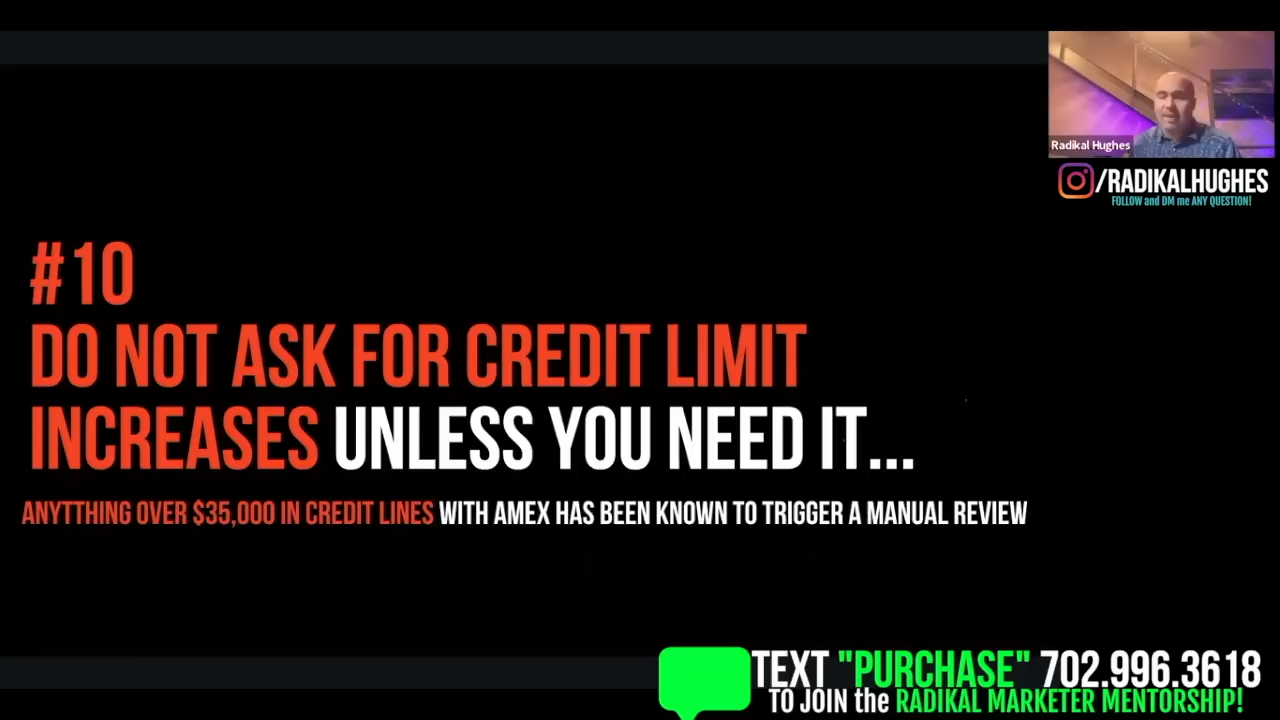 Radikal Hughes
/RADIKALHUGHES
FOLLOW and DM me ANY QUESTION!
#10
DO NOT ASK FOR CREDIT LIMIT
INCREASES UNLESS YOU NEED IT...
ANYTTHING OVER $35,000 IN CREDIT LINES WITH AMEX HAS BEEN KNOWN TO TRIGGER A MANUAL REVIEW
TEXT "PURCHASE" 702.996.3618
TO JOIN the RADIKAL MARKETER MENTORSHIP!